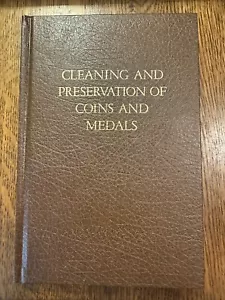 CLEANING AND
PRESERVATION OF
COINS AND
MEDALS